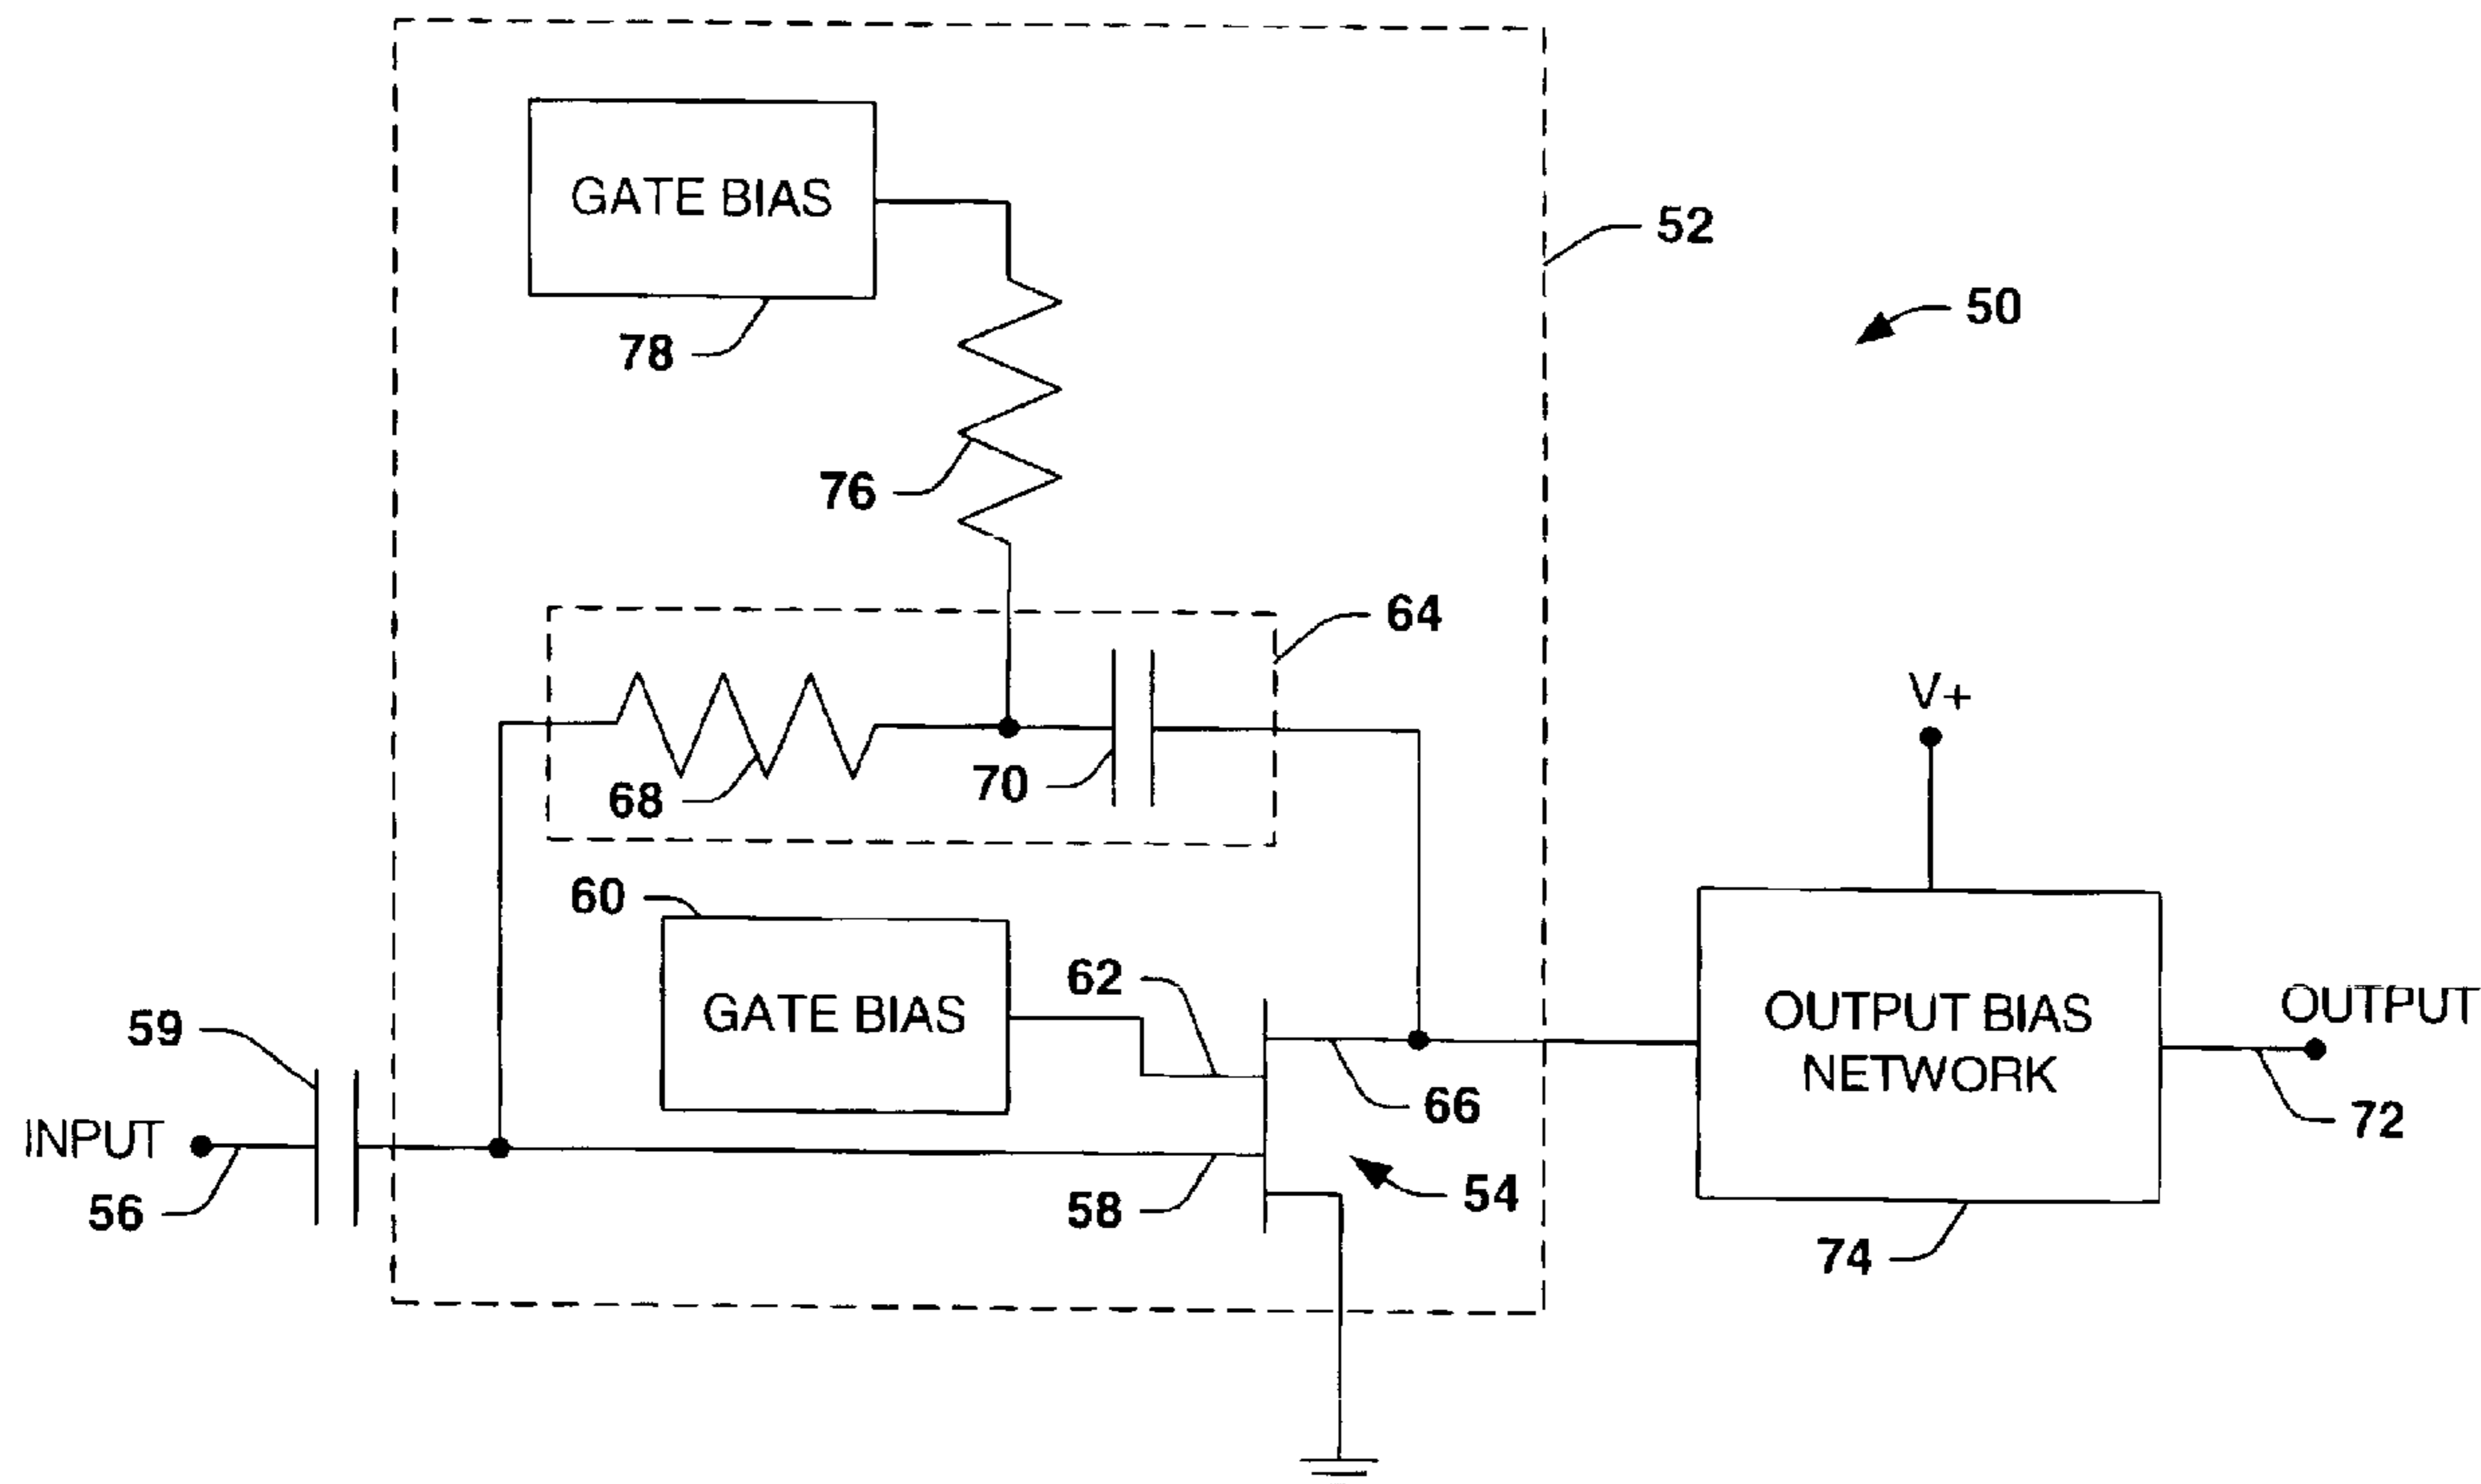 GATE BIAS
52
50
78
76
64
V+
68
70
60
GATE BIAS
62
59
OUTPUT BIAS
NETWORK
OUTPUT
66
72
INPUT
56
58
54
74